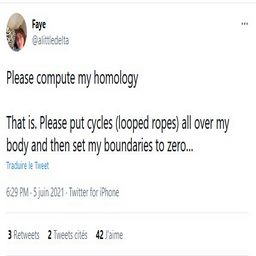 Faye
@alittledelta
Please compute my homology
That is. Please put cycles (looped ropes) all over my
body and then set my boundaries to zero...
Traduire le Tweet
6:29 PM · 5 juin 2021 · Twitter for iPhone
3 Retweets 2 Tweets cités 42 J'aime